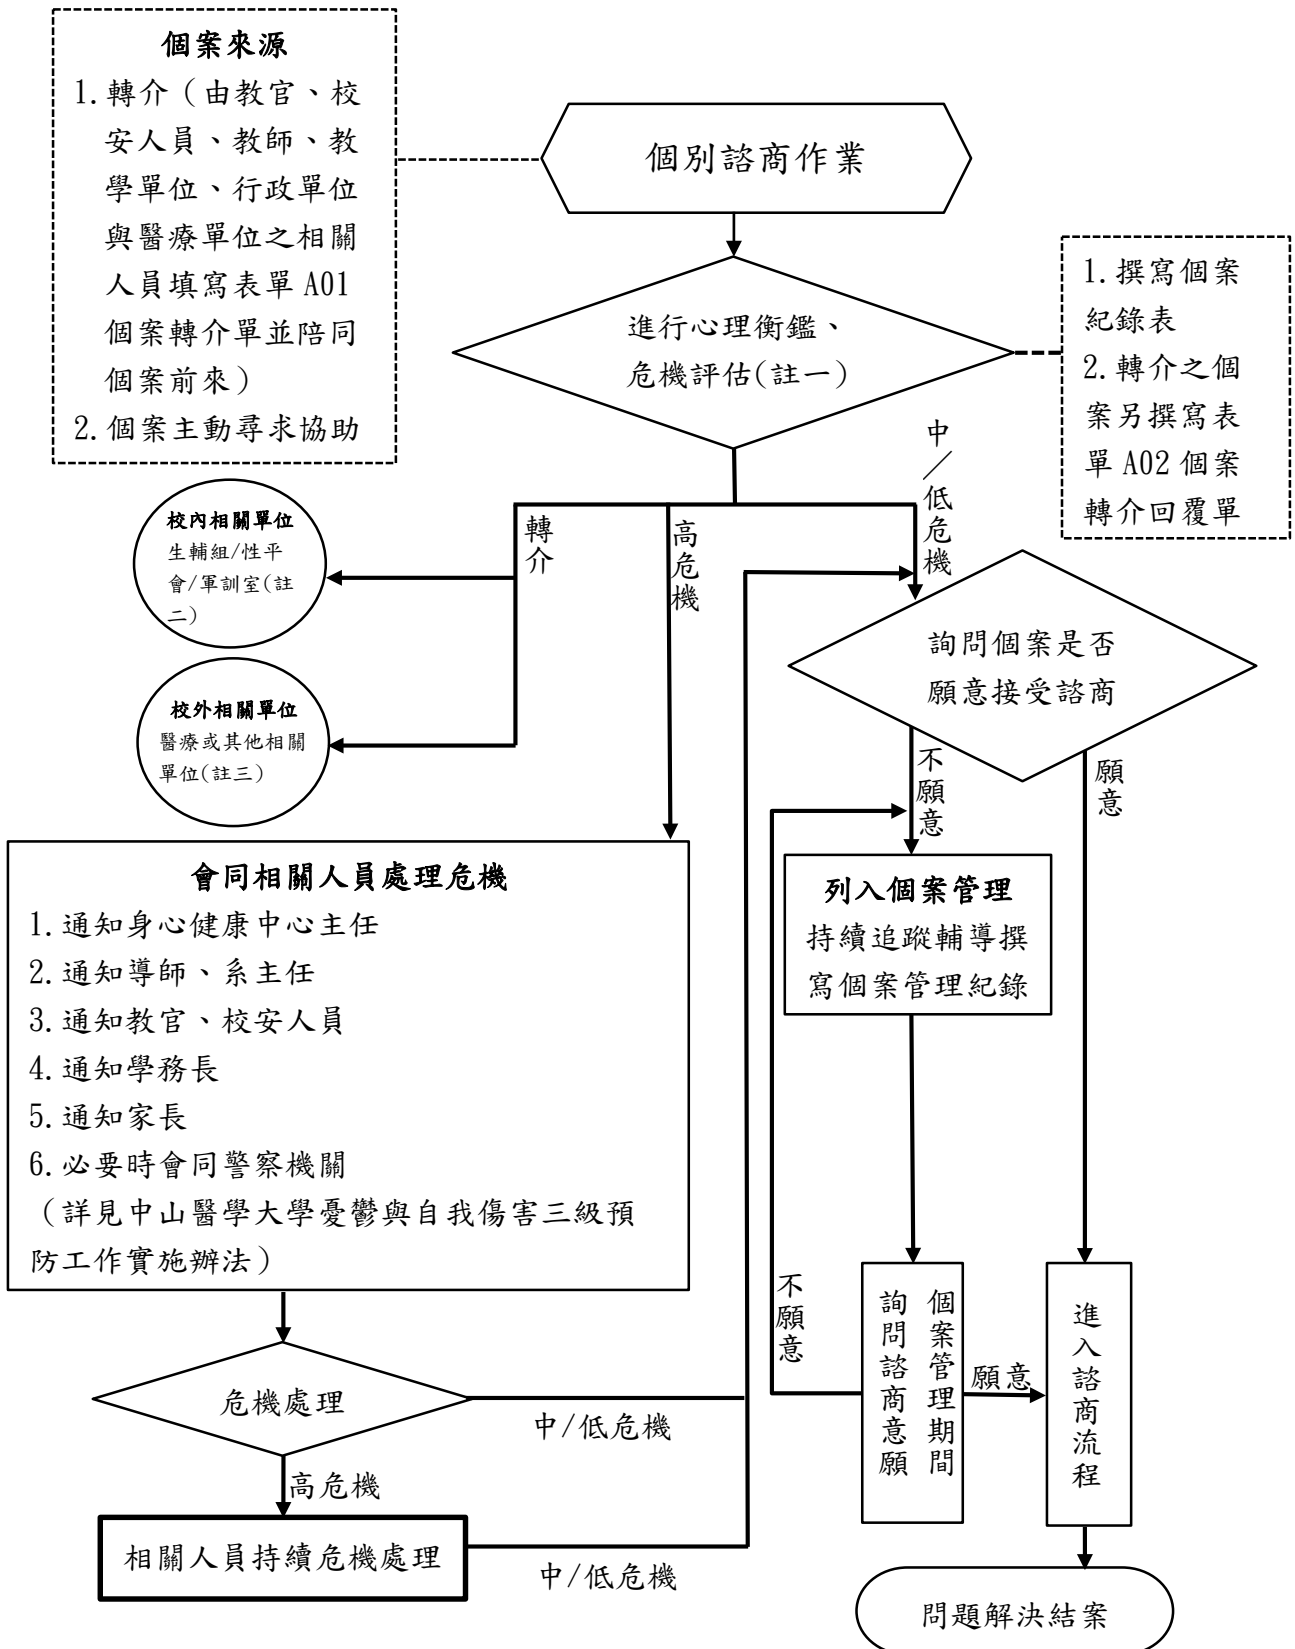 個案來源
1.轉介（由教官、校
安人員、教師、教
學單位、行政單位
與醫療單位之相關
人員填寫表單 A01
個案轉介單並陪同
個案前來）
2.個案主動尋求協助
個別諮商作業
進行心理衡鑑、
危機評估(註一)
1.撰寫個案
紀錄表
2.轉介之個
案另撰寫表
單 A02 個案
轉介回覆單
校內相關單位
生輔組/性平
會/軍訓室(註
二)
轉介
高危機
中／低危機
校外相關單位
醫療或其他相關
單位(註三)
詢問個案是否
願意接受諮商
不願意
願意
會同相關人員處理危機
1.通知身心健康中心主任
2.通知導師、系主任
3.通知教官、校安人員
4.通知學務長
5.通知家長
6.必要時會同警察機關
（詳見中山醫學大學憂鬱與自我傷害三級預
防工作實施辦法）
列入個案管理
持續追蹤輔導撰
寫個案管理紀錄
不願意
個案管理期間
詢問諮商意願
願意
進入諮商流程
危機處理
中/低危機
高危機
相關人員持續危機處理
中/低危機
問題解決結案